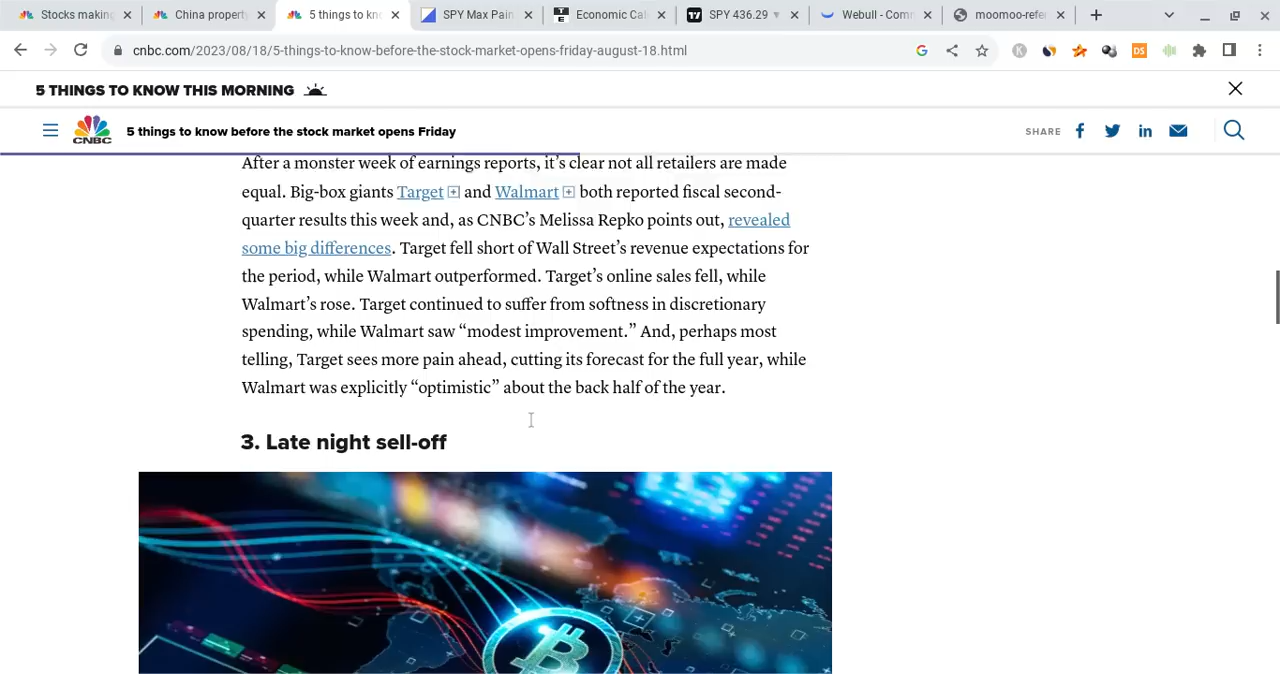 Stocks making
China property
5 things to kno
SPY Max Pain
Economic Cale
SPY 436.29
Webull - Comm
moomoo-refer
cnbc.com/2023/08/18/5-things-to-know-before-the-stock-market-opens-friday-august-18.html
5 THINGS TO KNOW THIS MORNING
CNBC
5 things to know before the stock market opens Friday
SHARE
After a monster week of earnings reports, it’s clear not all retailers are made
equal. Big-box giants Target and Walmart both reported fiscal second-
quarter results this week and, as CNBC’s Melissa Repko points out, revealed
some big differences. Target fell short of Wall Street’s revenue expectations for
the period, while Walmart outperformed. Target’s online sales fell, while
Walmart’s rose. Target continued to suffer from softness in discretionary
spending, while Walmart saw “modest improvement.” And, perhaps most
telling, Target sees more pain ahead, cutting its forecast for the full year, while
Walmart was explicitly “optimistic” about the back half of the year.
3. Late night sell-off